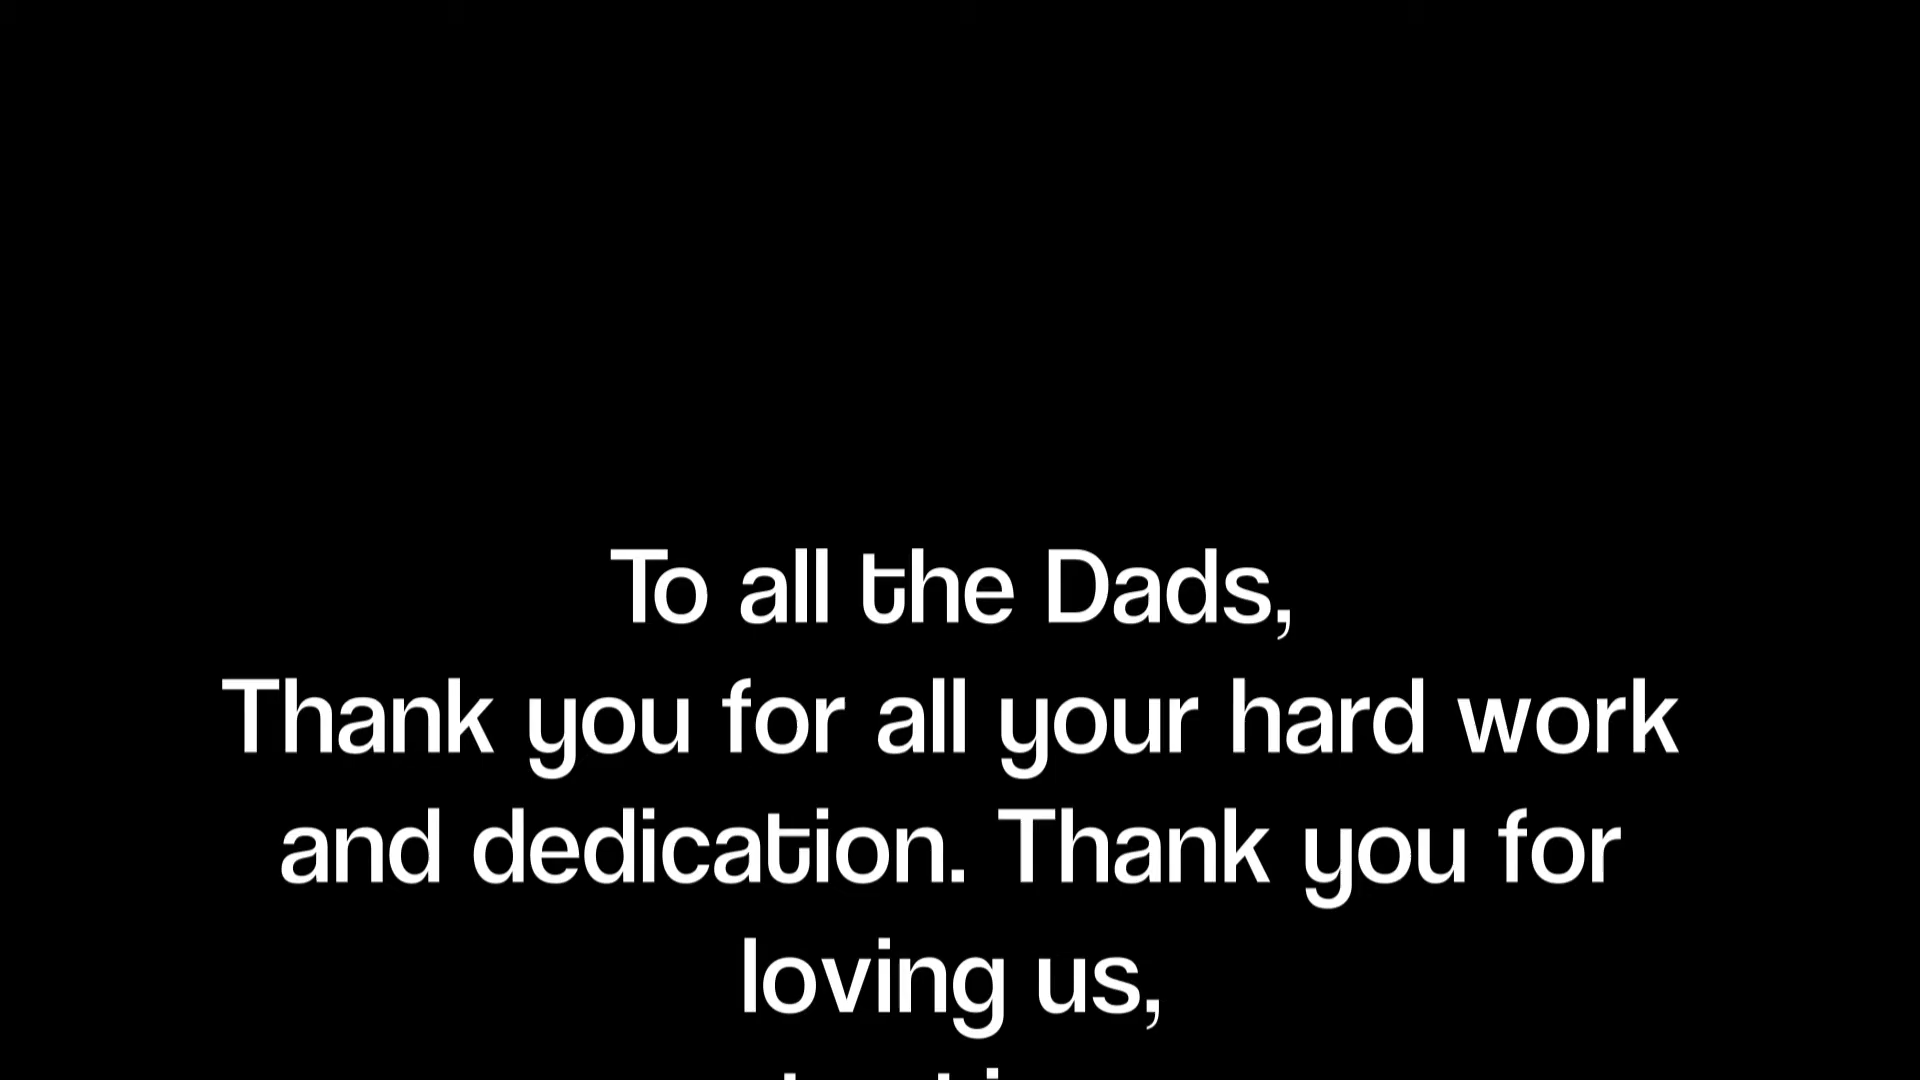 To all the Dads,
Thank you for all your hard work
and dedication. Thank you for
loving us,